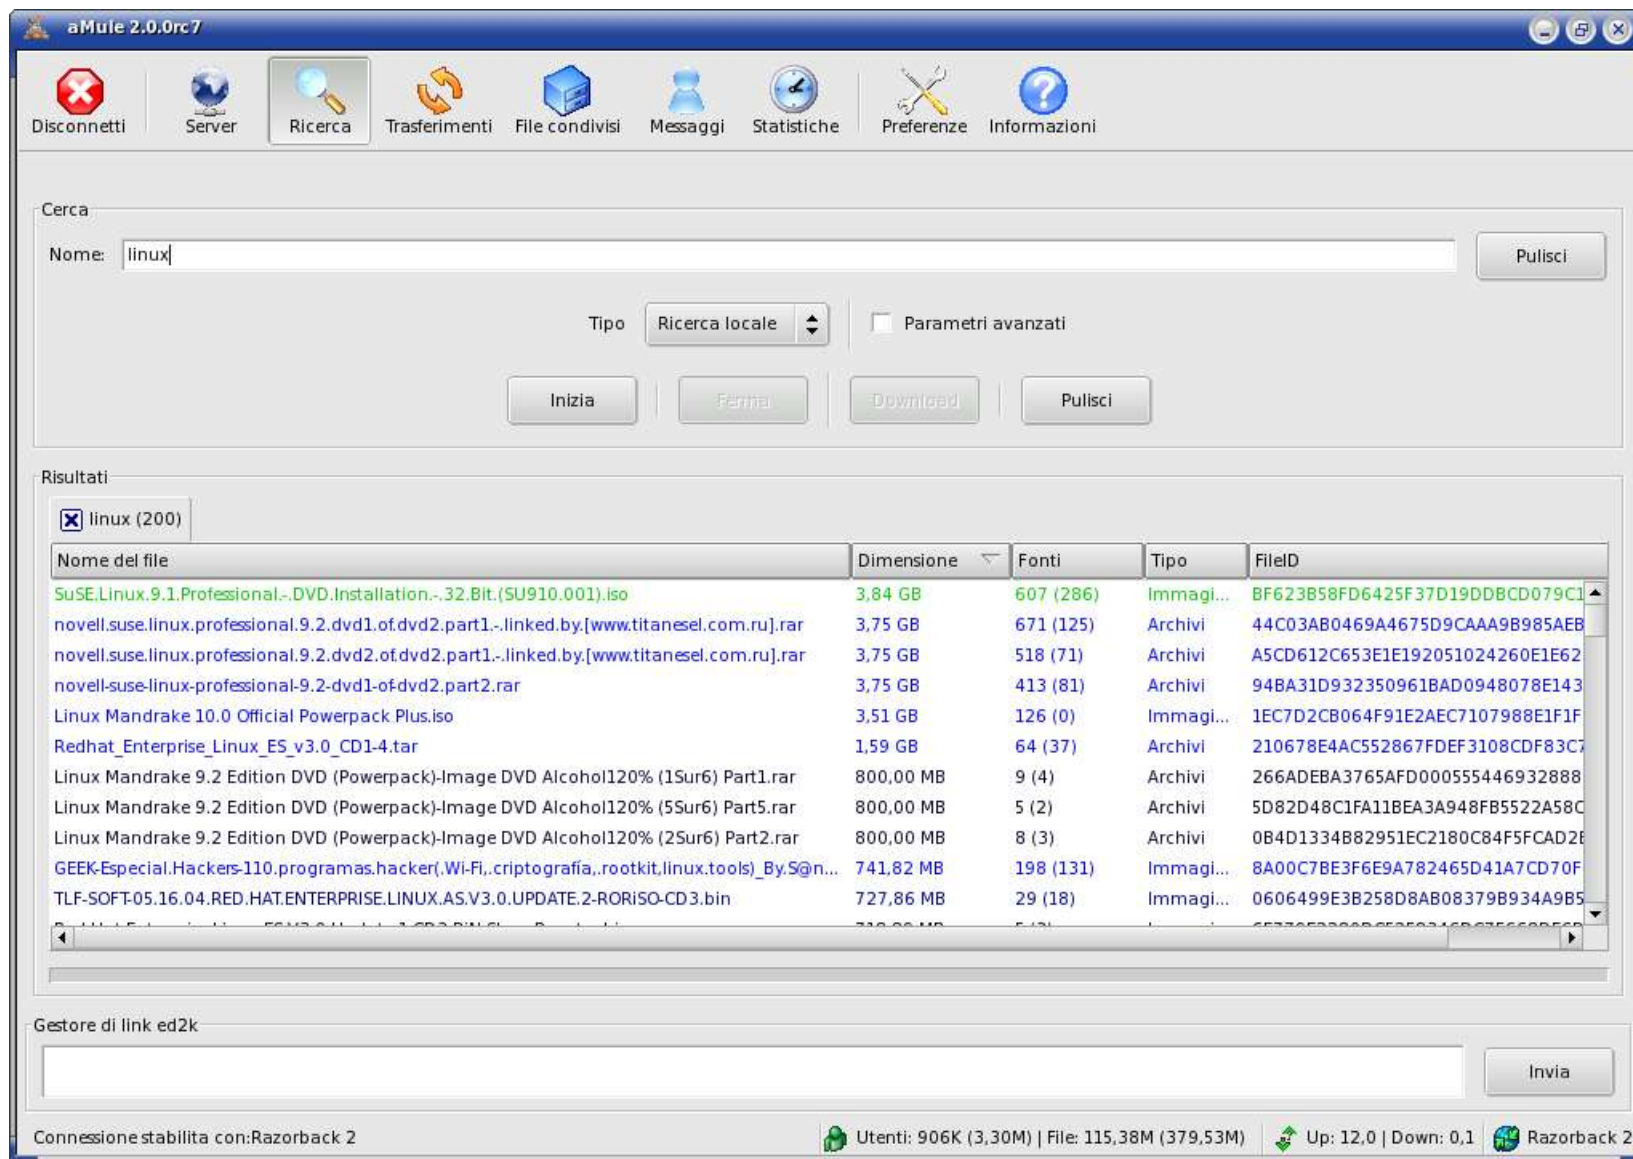 aMule 2.0.0rc7
Disconnetti Server Ricerca Trasferimenti File condivisi Messaggi Statistiche Preferenze Informazioni
Cerca
Nome: linux Pulisci
Tipo Ricerca locale Parametri avanzati
Inizia Ferma Download Pulisci
Risultati
linux (200)
Nome del file Dimensione Fonti Tipo FileID
SuSE.Linux.9.1.Professional.-.DVD.Installation.-.32.Bit.(SU910.001).iso 3,84 GB 607 (286) Immagi... BF623B58FD6425F37D19DDBCD079C1
novell.suse.linux.professional.9.2.dvd1.of.dvd2.part1.-.linked.by.[www.titanesel.com.ru].rar 3,75 GB 671 (125) Archivi 44C03AB0469A4675D9CAAA9B985AEB
novell.suse.linux.professional.9.2.dvd2.of.dvd2.part1.-.linked.by.[www.titanesel.com.ru].rar 3,75 GB 518 (71) Archivi A5CD612C653E1E192051024260E1E62
novell-suse-linux-professional-9.2-dvd1-of-dvd2.part2.rar 3,75 GB 413 (81) Archivi 94BA31D932350961BAD0948078E143
Linux Mandrake 10.0 Official Powerpack Plus.iso 3,51 GB 126 (0) Immagi... 1EC7D2CB064F91E2AEC7107988E1F1F
Redhat_Enterprise_Linux_ES_v3.0_CD1-4.tar 1,59 GB 64 (37) Archivi 210678E4AC552867FDEF3108CDF83C7
Linux Mandrake 9.2 Edition DVD (Powerpack)-Image DVD Alcohol120% (1Sur6) Part1.rar 800,00 MB 9 (4) Archivi 266ADEBA3765AFD000555446932888
Linux Mandrake 9.2 Edition DVD (Powerpack)-Image DVD Alcohol120% (5Sur6) Part5.rar 800,00 MB 5 (2) Archivi 5D82D48C1FA11BEA3A948FB5522A58C
Linux Mandrake 9.2 Edition DVD (Powerpack)-Image DVD Alcohol120% (2Sur6) Part2.rar 800,00 MB 8 (3) Archivi 0B4D1334B82951EC2180C84F5FCAD2E
GEEK-Especial.Hackers-110.programas.hacker(.Wi-Fi,.criptografía,.rootkit,linux.tools)_By.S@n... 741,82 MB 198 (131) Immagi... 8A00C7BE3F6E9A782465D41A7CD70F
TLF-SOFT-05.16.04.RED.HAT.ENTERPRISE.LINUX.AS.V3.0.UPDATE.2-RORiSO-CD3.bin 727,86 MB 29 (18) Immagi... 0606499E3B258D8AB08379B934A9B5
Gestore di link ed2k
Invia
Connessione stabilita con:Razorback 2 Utenti: 906K (3,30M) | File: 115,38M (379,53M) Up: 12,0 | Down: 0,1 Razorback 2